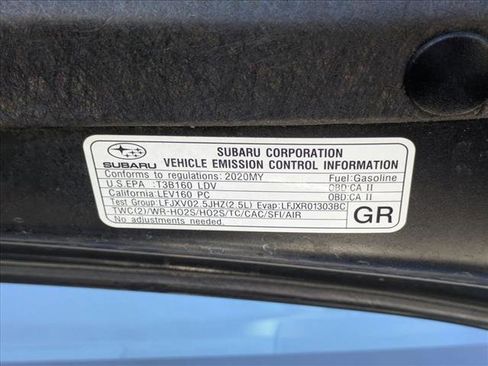 SUBARU
SUBARU CORPORATION
VEHICLE EMISSION CONTROL INFORMATION
Conforms to regulations: 2020MY Fuel:Gasoline
U.S.EPA :T3B160 LDV OBD:CA II
California:LEV160 PC OBD:CA II
Test Group:LFJXV02.5JHZ(2.5L) Evap:LFJXR01303BC
TWC(2)/WR-HO2S/HO2S/TC/CAC/SFI/AIR
No adjustments needed.
GR